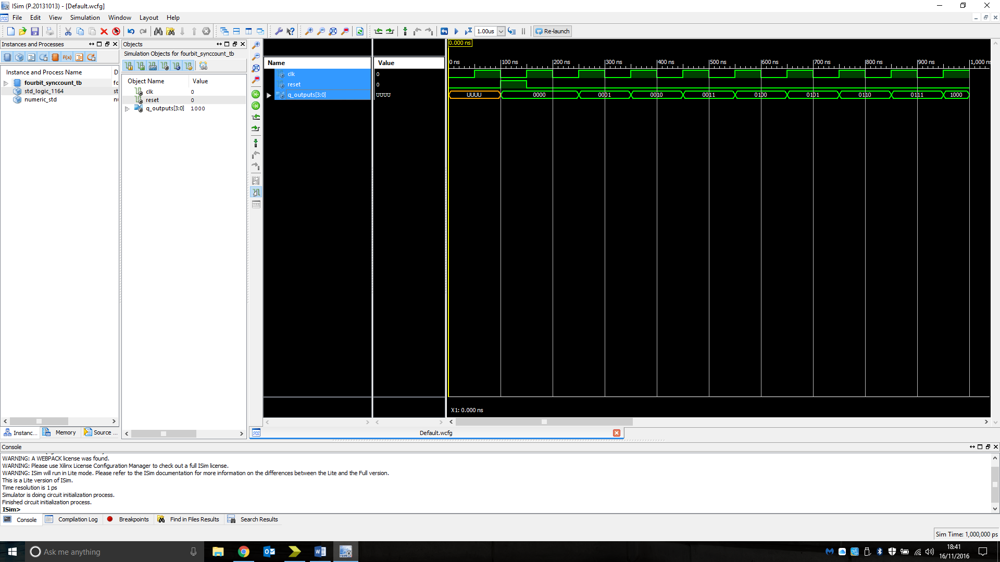 ISim (P.20131013) - [Default.wcfg]
File Edit View Simulation Window Layout Help
1.00us Re-launch
Instances and Processes
Instance and Process Name D
fourbit_synccount_tb fc
std_logic_1164 st
numeric_std
Objects
Simulation Objects for fourbit_synccount_tb
Object Name Value
clk 0
reset 0
q_outputs[3:0] 1000
Name Value
clk 0
reset 0
q_outputs[3:0] UUUU
0.000 ns
0 ns 100 ns 200 ns 300 ns 400 ns 500 ns 600 ns 700 ns 800 ns 900 ns 1,000 ns
UUUU 0000 0001 0010 0011 0100 0101 0110 0111 1000
X1: 0.000 ns
Instanc... Memory Source ...
Default.wcfg
Console
WARNING: A WEBPACK license was found.
WARNING: Please use Xilinx License Configuration Manager to check out a full ISim license.
WARNING: ISim will run in Lite mode. Please refer to the ISim documentation for more information on the differences between the Lite and the Full version.
This is a Lite version of ISim.
Time resolution is 1 ps
Simulator is doing circuit initialization process.
Finished circuit initialization process.
ISim>
Console Compilation Log Breakpoints Find in Files Results Search Results
Sim Time: 1,000,000 ps
Ask me anything
18:41
16/11/2016